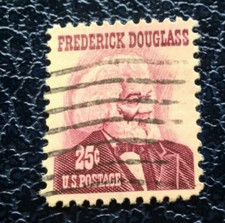 FREDERICK DOUGLASS
25¢
U.S. POSTAGE